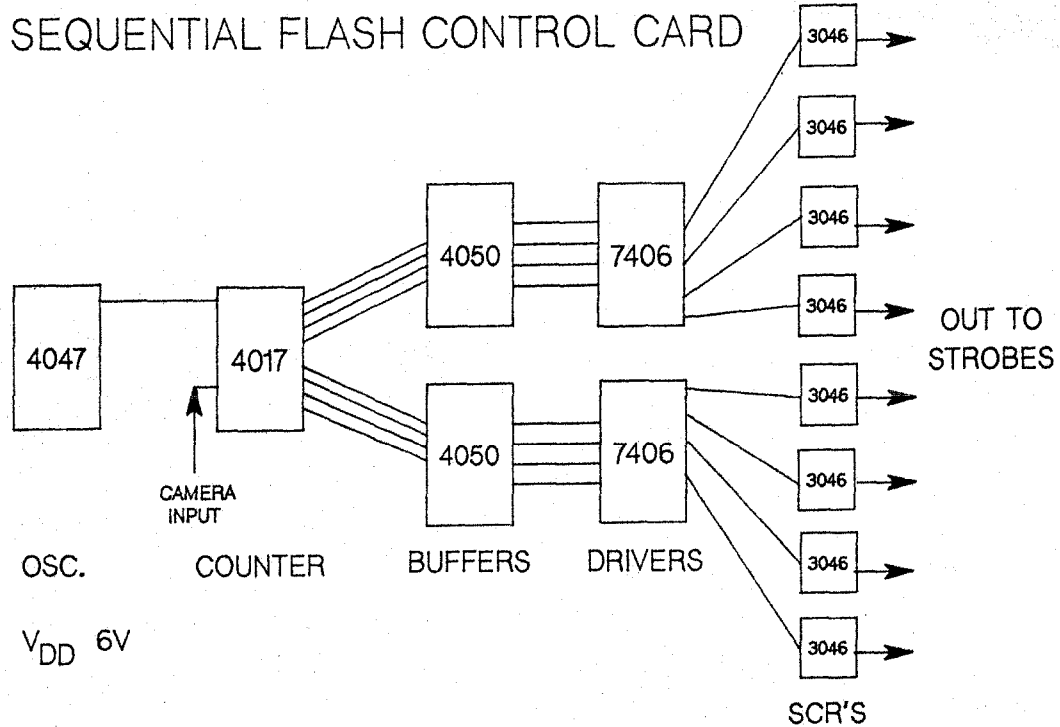 SEQUENTIAL FLASH CONTROL CARD
3046
3046
3046
3046
3046
3046
3046
3046
4047
4017
4050
4050
7406
7406
CAMERA
INPUT
OUT TO
STROBES
OSC.
COUNTER
BUFFERS
DRIVERS
SCR'S
VDD 6V